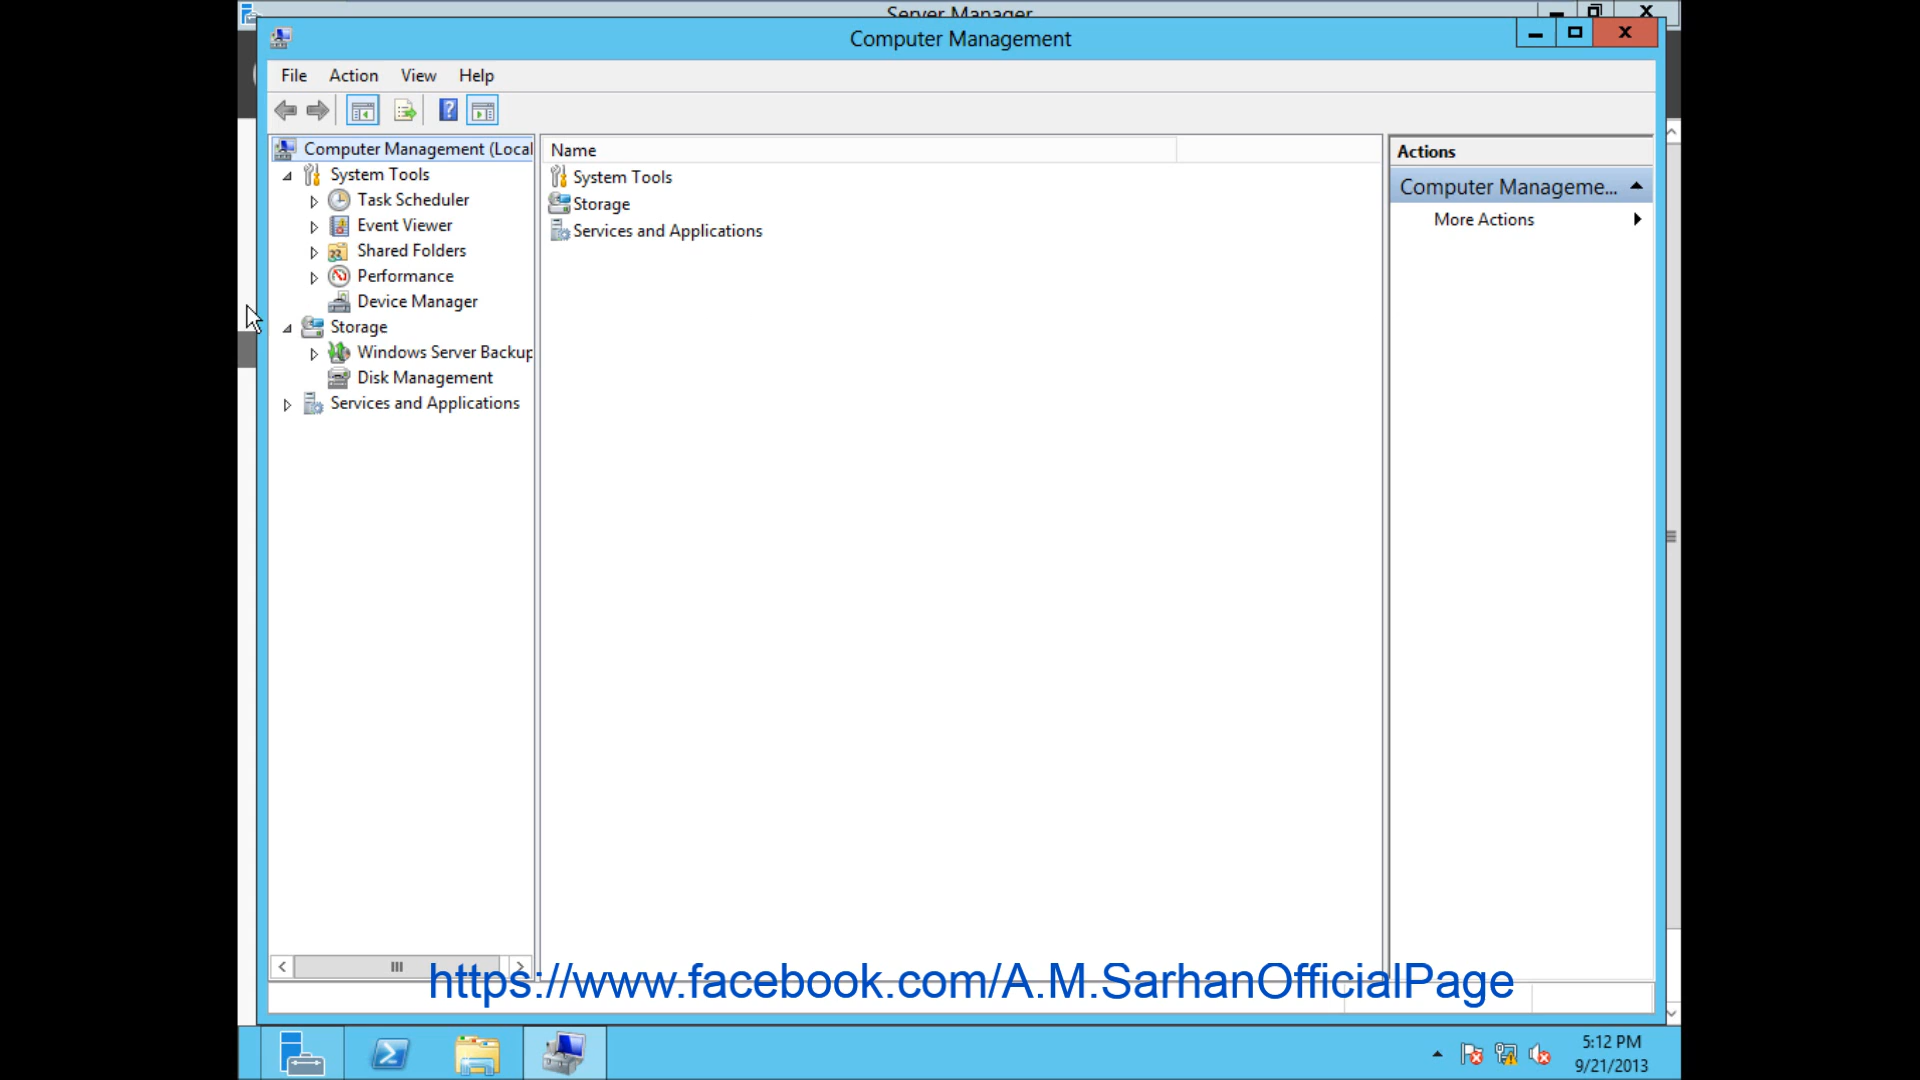 Server Manager
Computer Management
File Action View Help
Computer Management (Local
System Tools
Task Scheduler
Event Viewer
Shared Folders
Performance
Device Manager
Storage
Windows Server Backup
Disk Management
Services and Applications
Name
System Tools
Storage
Services and Applications
Actions
Computer Manageme...
More Actions
https://www.facebook.com/A.M.SarhanOfficialPage
5:12 PM
9/21/2013